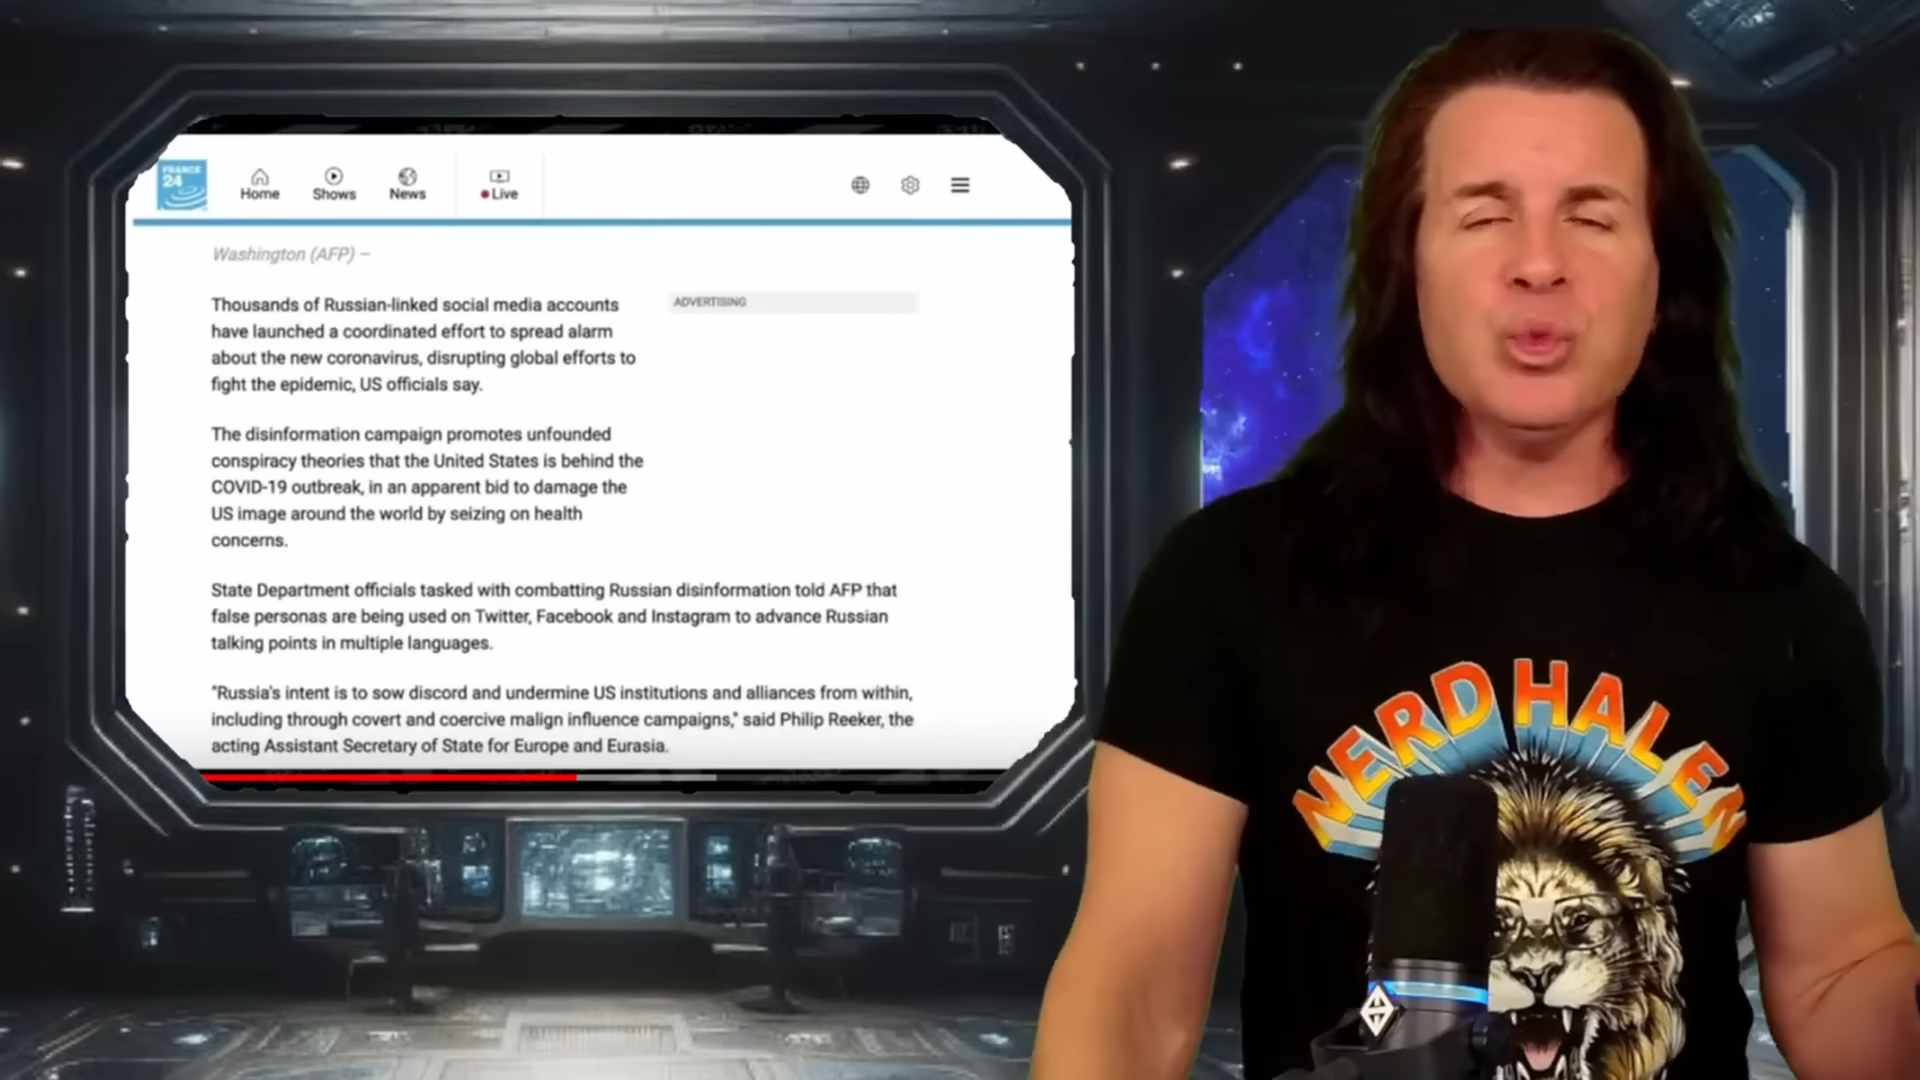 FRANCE
24
Home
Shows
News
Live
Washington (AFP) –
Thousands of Russian-linked social media accounts
have launched a coordinated effort to spread alarm
about the new coronavirus, disrupting global efforts to
fight the epidemic, US officials say.
ADVERTISING
The disinformation campaign promotes unfounded
conspiracy theories that the United States is behind the
COVID-19 outbreak, in an apparent bid to damage the
US image around the world by seizing on health
concerns.
State Department officials tasked with combatting Russian disinformation told AFP that
false personas are being used on Twitter, Facebook and Instagram to advance Russian
talking points in multiple languages.
"Russia's intent is to sow discord and undermine US institutions and alliances from within,
including through covert and coercive malign influence campaigns," said Philip Reeker, the
acting Assistant Secretary of State for Europe and Eurasia.
NERD HALEN